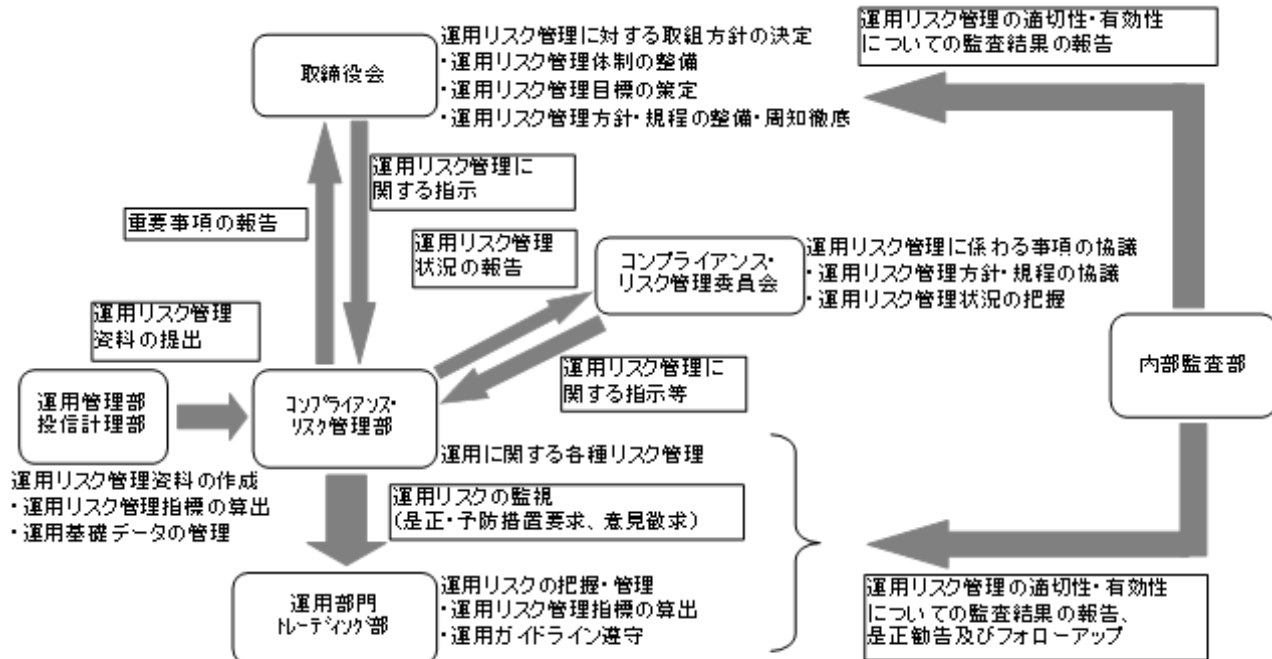 運用リスク管理に対する取組方針の決定
・運用リスク管理体制の整備
・運用リスク管理目標の策定
・運用リスク管理方針・規程の整備・周知徹底
取締役会
運用リスク管理の適切性・有効性
についての監査結果の報告
運用リスク管理に
関する指示
重要事項の報告
運用リスク管理
状況の報告
コンプライアンス・
リスク管理委員会
運用リスク管理に係わる事項の協議
・運用リスク管理方針・規程の協議
・運用リスク管理状況の把握
運用リスク管理
資料の提出
運用リスク管理に
関する指示等
内部監査部
運用管理部
投信計理部
コンプライアンス・
リスク管理部
運用に関する各種リスク管理
運用リスク管理資料の作成
・運用リスク管理指標の算出
・運用基礎データの管理
運用リスクの監視
(是正・予防措置要求、意見徴求)
運用部門
トレーディング部
運用リスクの把握・管理
・運用リスク管理指標の算出
・運用ガイドライン遵守
運用リスク管理の適切性・有効性
についての監査結果の報告、
是正勧告及びフォローアップ